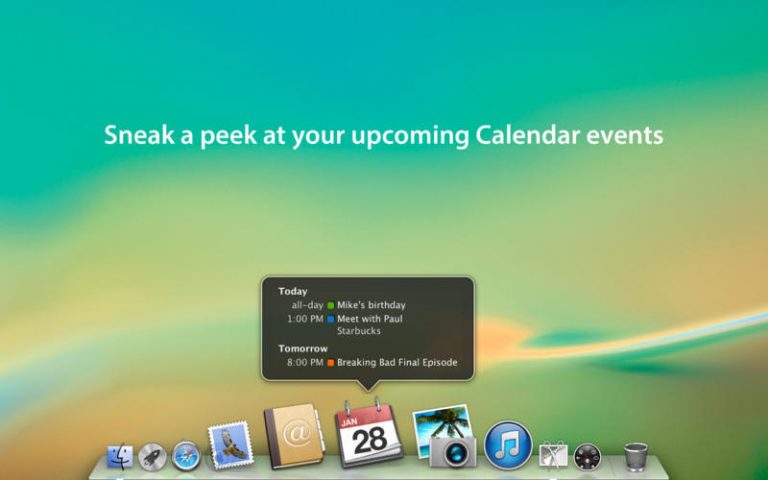 Sneak a peek at your upcoming Calendar events
Today
all-day Mike's birthday
1:00 PM Meet with Paul
Starbucks
Tomorrow
8:00 PM Breaking Bad Final Episode
@
JAN
28